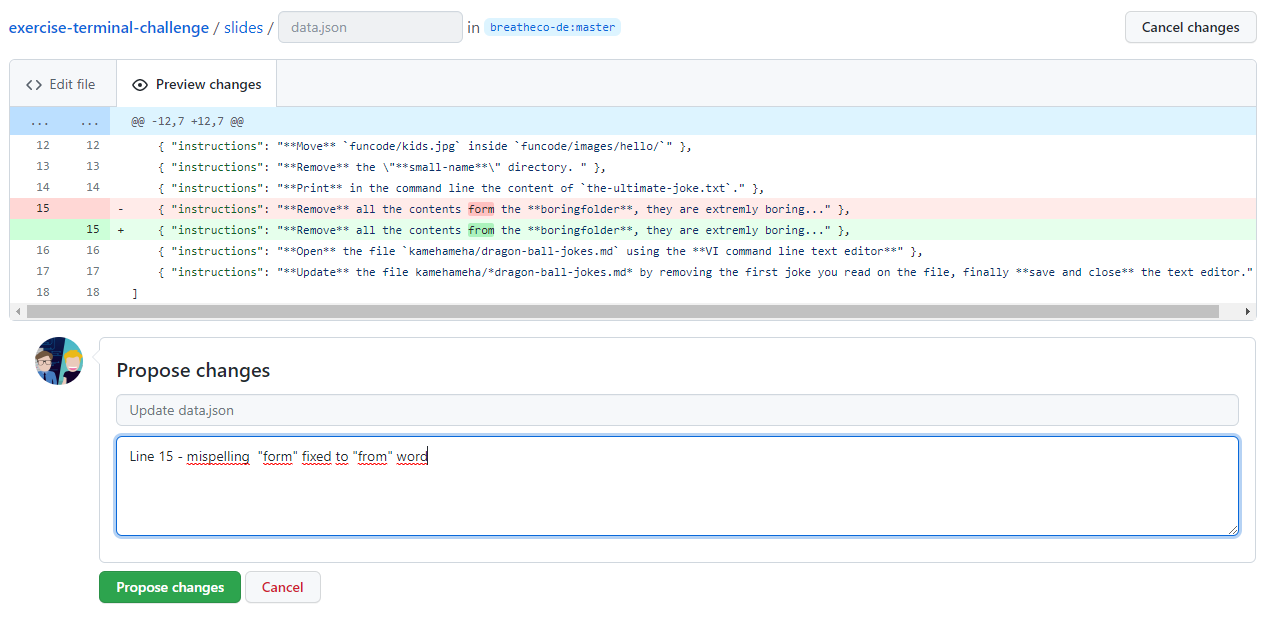 exercise-terminal-challenge / slides / data.json in breatheco-de:master Cancel changes
Edit file Preview changes
... ... @@ -12,7 +12,7 @@
12 12 { "instructions": "**Move** `funcode/kids.jpg` inside `funcode/images/hello/`" },
13 13 { "instructions": "**Remove** the \"**small-name**\" directory. " },
14 14 { "instructions": "**Print** in the command line the content of `the-ultimate-joke.txt`." },
15 - { "instructions": "**Remove** all the contents form the **boringfolder**, they are extremly boring..." },
15 + { "instructions": "**Remove** all the contents from the **boringfolder**, they are extremly boring..." },
16 16 { "instructions": "**Open** the file `kamehameha/dragon-ball-jokes.md` using the **VI command line text editor**" },
17 17 { "instructions": "**Update** the file kamehameha/*dragon-ball-jokes.md* by removing the first joke you read on the file, finally **save and close** the text editor."
18 18 ]
Propose changes
Update data.json
Line 15 - mispelling "form" fixed to "from" word
Propose changes Cancel